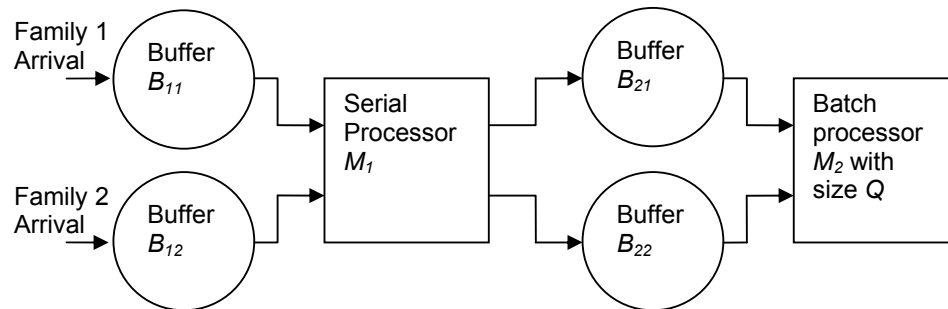 Family 1
Arrival
Buffer
B11
Serial
Processor
M1
Buffer
B21
Batch
processor
M2 with
size Q
Family 2
Arrival
Buffer
B12
Buffer
B22